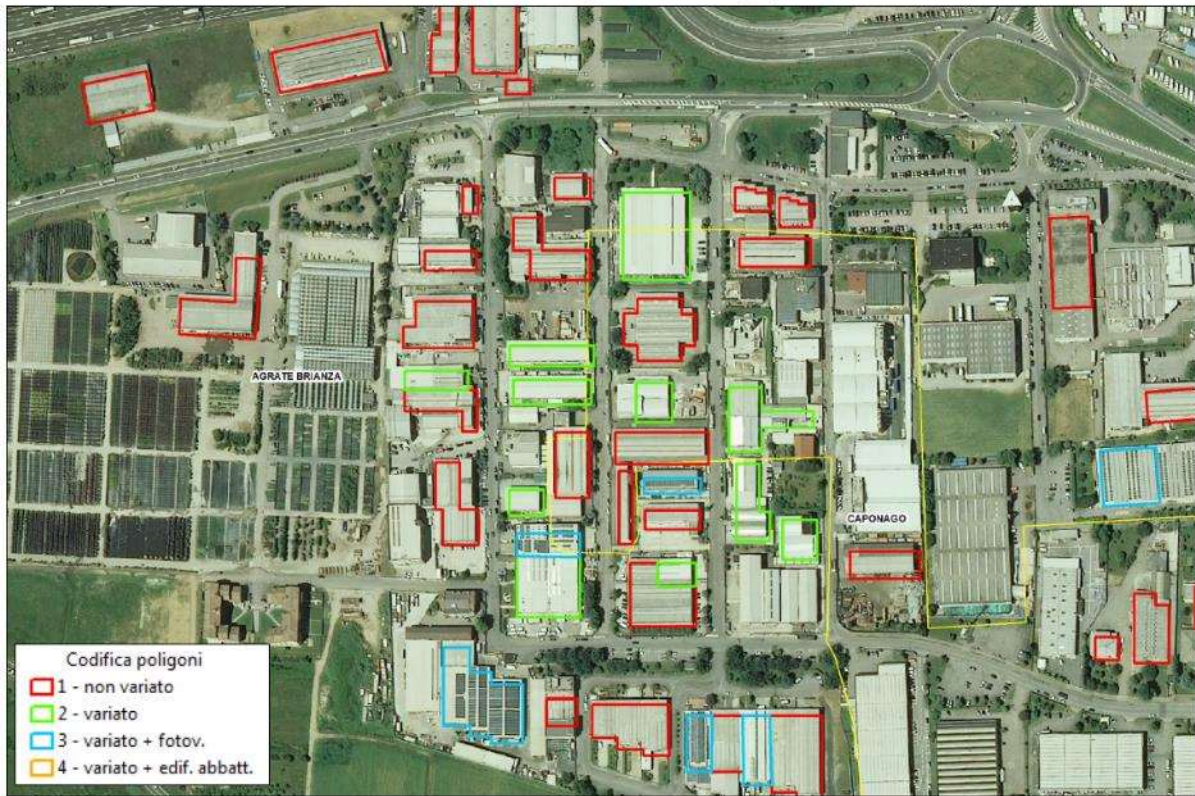 AGRATE BRIANZA
CAPONAGO
Codifica poligoni
1 - non variato
2 - variato
3 - variato + fotov.
4 - variato + edif. abbatt.